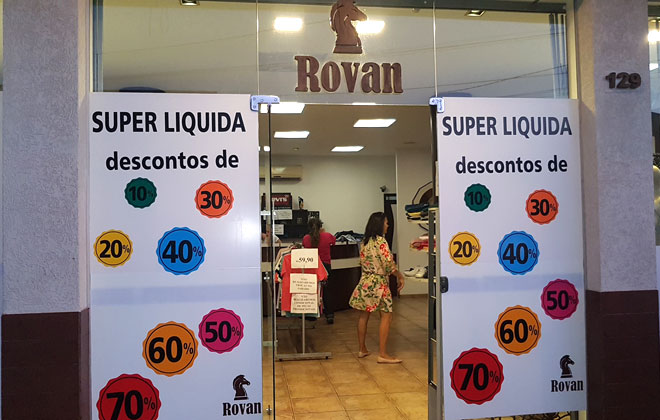 Rovan
129
SUPER LIQUIDA
descontos de
10%
30%
20%
40%
50%
60%
70%
Rovan
59,90
SUPER LIQUIDA
descontos de
10%
30%
20%
40%
50%
60%
70%
Rovan